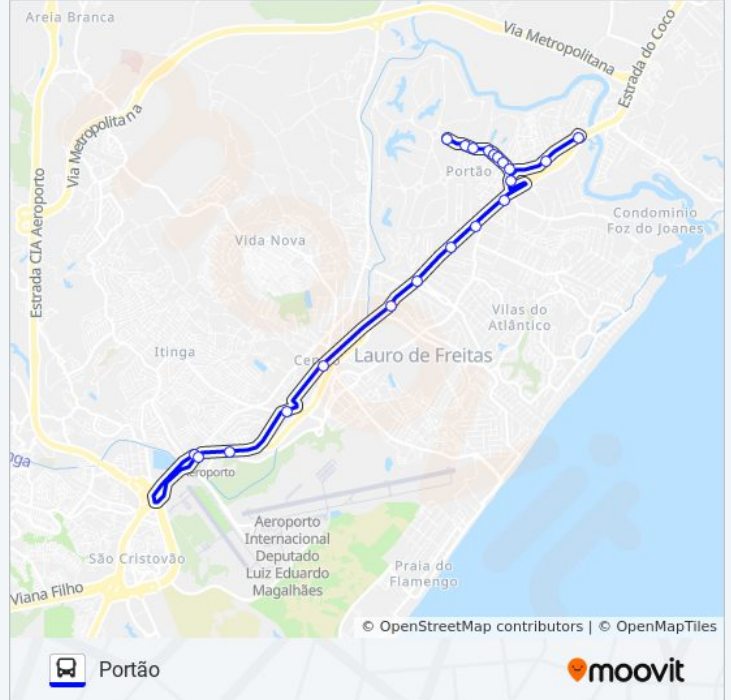 Areia Branca
Via Metropolitana
Estrada do Coco
Via Metropolitana
Estrada CIA Aeroporto
Portão
Condomínio
Foz do Joanes
Vida Nova
Vilas do
Atlântico
Itinga
Lauro de Freitas
Aeroporto
Internacional
Deputado
Luiz Eduardo
Magalhães
São Cristovão
Praia do
Flamengo
Viana Filho
© OpenStreetMap contributors | © OpenMapTiles
Portão
moovit